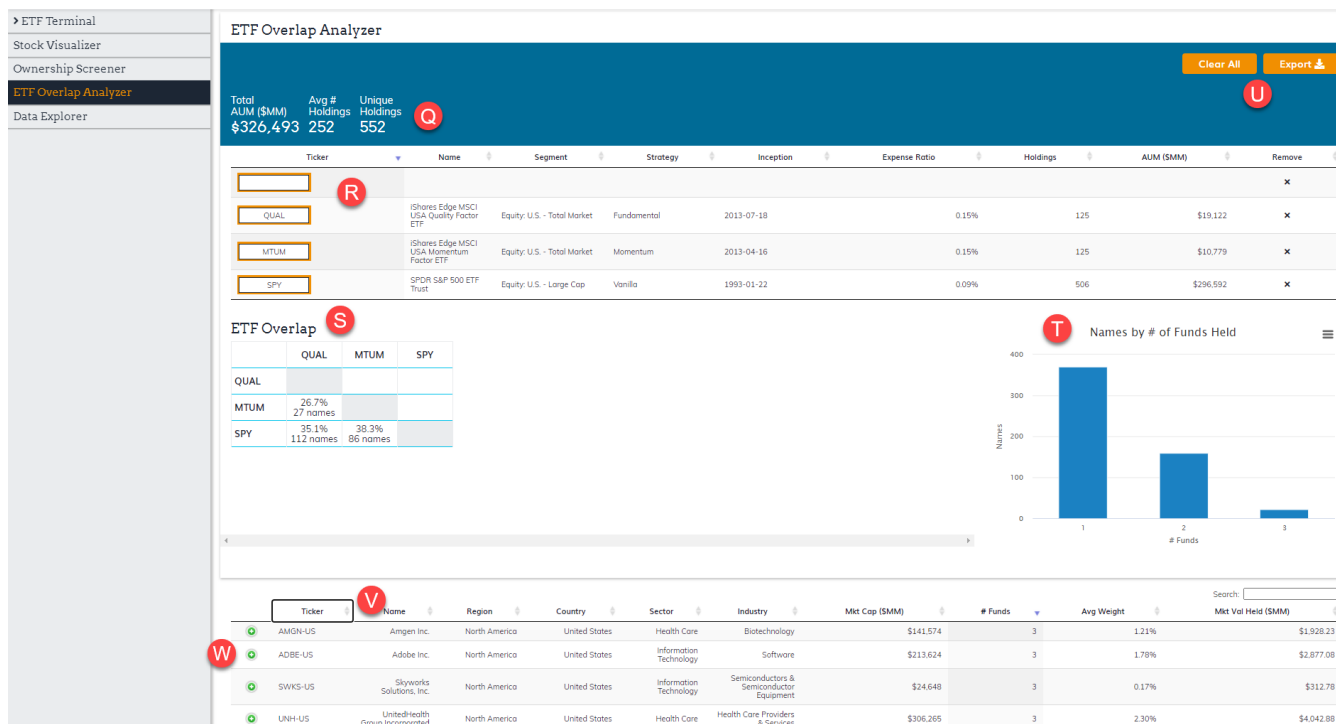 > ETF Terminal
Stock Visualizer
Ownership Screener
ETF Overlap Analyzer
Data Explorer
ETF Overlap Analyzer
Clear All Export
U
Total AUM ($MM) Avg # Holdings Unique Holdings
$326,493 252 552
Q
Ticker Name Segment Strategy Inception Expense Ratio Holdings AUM ($MM) Remove
×
R
QUAL iShares Edge MSCI USA Quality Factor ETF Equity: U.S. - Total Market Fundamental 2013-07-18 0.15% 125 $19,122 ×
MTUM iShares Edge MSCI USA Momentum Factor ETF Equity: U.S. - Total Market Momentum 2013-04-16 0.15% 125 $10,779 ×
SPY SPDR S&P 500 ETF Trust Equity: U.S. - Large Cap Vanilla 1993-01-22 0.09% 506 $296,592 ×
ETF Overlap
S
QUAL MTUM SPY
QUAL
MTUM 26.7% 27 names
SPY 35.1% 112 names 38.3% 86 names
T
Names by # of Funds Held
400
300
200
100
0
Names
1 2 3
# Funds
Search:
V
Ticker Name Region Country Sector Industry Mkt Cap ($MM) # Funds Avg Weight Mkt Val Held ($MM)
AMGN-US Amgen Inc. North America United States Health Care Biotechnology $141,574 3 1.21% $1,928.23
W
ADBE-US Adobe Inc. North America United States Information Technology Software $213,624 3 1.78% $2,877.08
SWKS-US Skyworks Solutions, Inc. North America United States Information Technology Semiconductors & Semiconductor Equipment $24,648 3 0.17% $312.78
UNH-US UnitedHealth Group Incorporated North America United States Health Care Health Care Providers & Services $306,265 3 2.30% $4,042.88